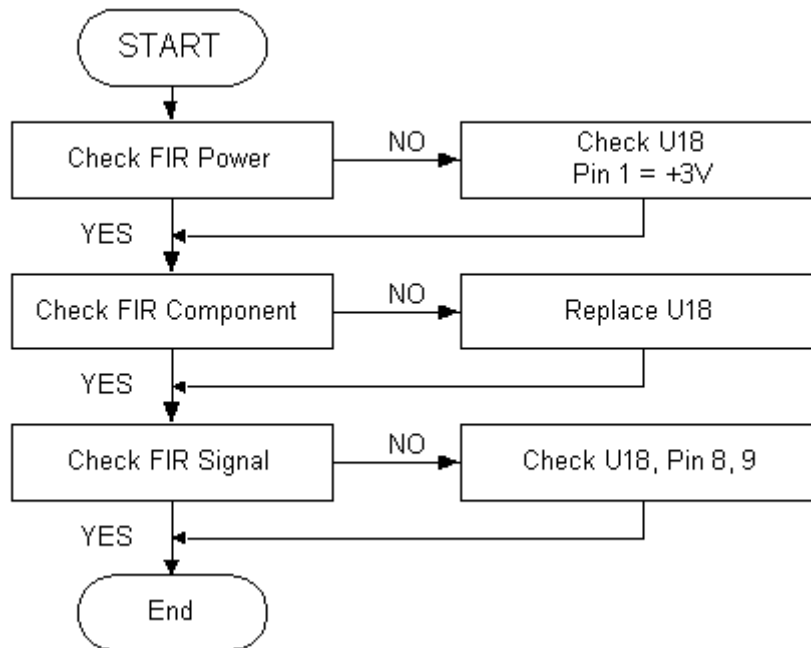 START
Check FIR Power
NO
Check U18
Pin 1 = +3V
YES
Check FIR Component
NO
Replace U18
YES
Check FIR Signal
NO
Check U18, Pin 8, 9
YES
End